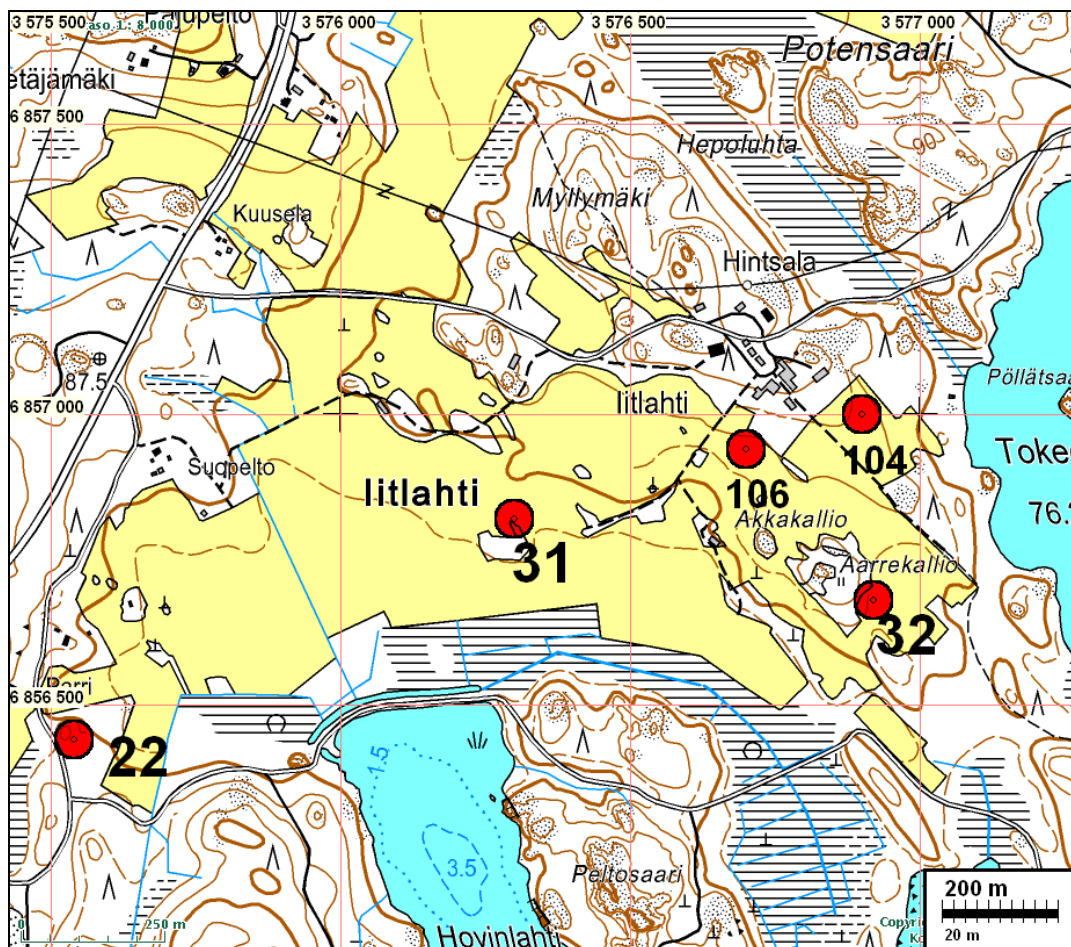 3 575 500
aso L: 8 000
3 576 000
3 576 500
3 577 000
Potensaari
etäjämäki
6 857 500
Hepoluhta
90
Myllymäki
Kuusela
Z
Z
Hintsala
87.5
Pöllätsaa
6 857 000
Iitlahti
Toke
104
Suopelto
Iitlahti
106
76.
31
Akkakallio
Aarrekallio
32
6 856 500
22
1.5
3.5
Peltosaari
200 m
0
250 m
20 m
Hovinlahti